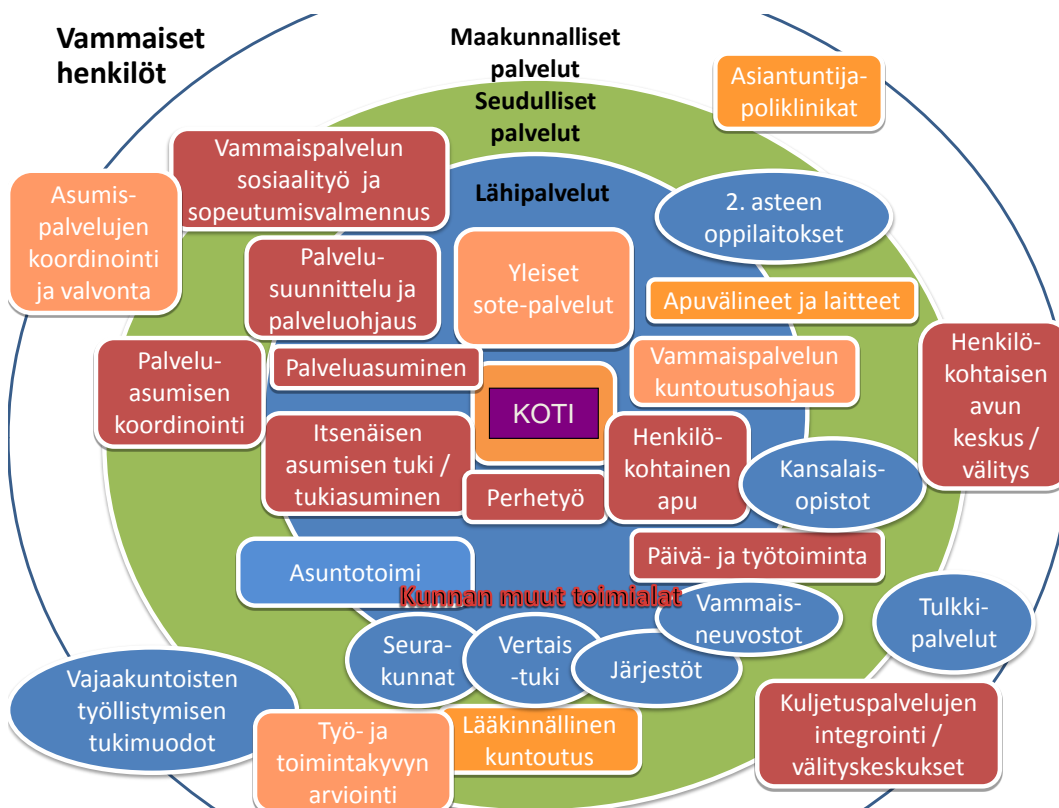 Vammaiset
henkilöt
Maakunnalliset
palvelut
Seudulliset
palvelut
Lähipalvelut
Asiantuntija-
poliklinikat
Vammaispalvelun
sosiaalityö ja
sopeutumisvalmennus
Asumis-
palvelujen
koordinointi
ja valvonta
2. asteen
oppilaitokset
Palvelu-
suunnittelu ja
palveluohjaus
Yleiset
sote-palvelut
Apuvälineet ja laitteet
Palvelu-
asumisen
koordinointi
Palveluasuminen
Vammaispalvelun
kuntoutusohjaus
Henkilö-
kohtaisen
avun
keskus /
välitys
KOTI
Itsenäisen
asumisen tuki /
tukiasuminen
Perhetyö
Henkilö-
kohtainen
apu
Kansalais-
opistot
Asuntotoimi
Päivä- ja työtoiminta
Kunnan muut toimialat
Vammais-
neuvostot
Tulkki-
palvelut
Seura-
kunnat
Vertais
-tuki
Järjestöt
Vajaakuntoisten
työllistymisen
tukimuodot
Työ- ja
toimintakyvyn
arviointi
Lääkinnällinen
kuntoutus
Kuljetuspalvelujen
integrointi /
välityskeskukset